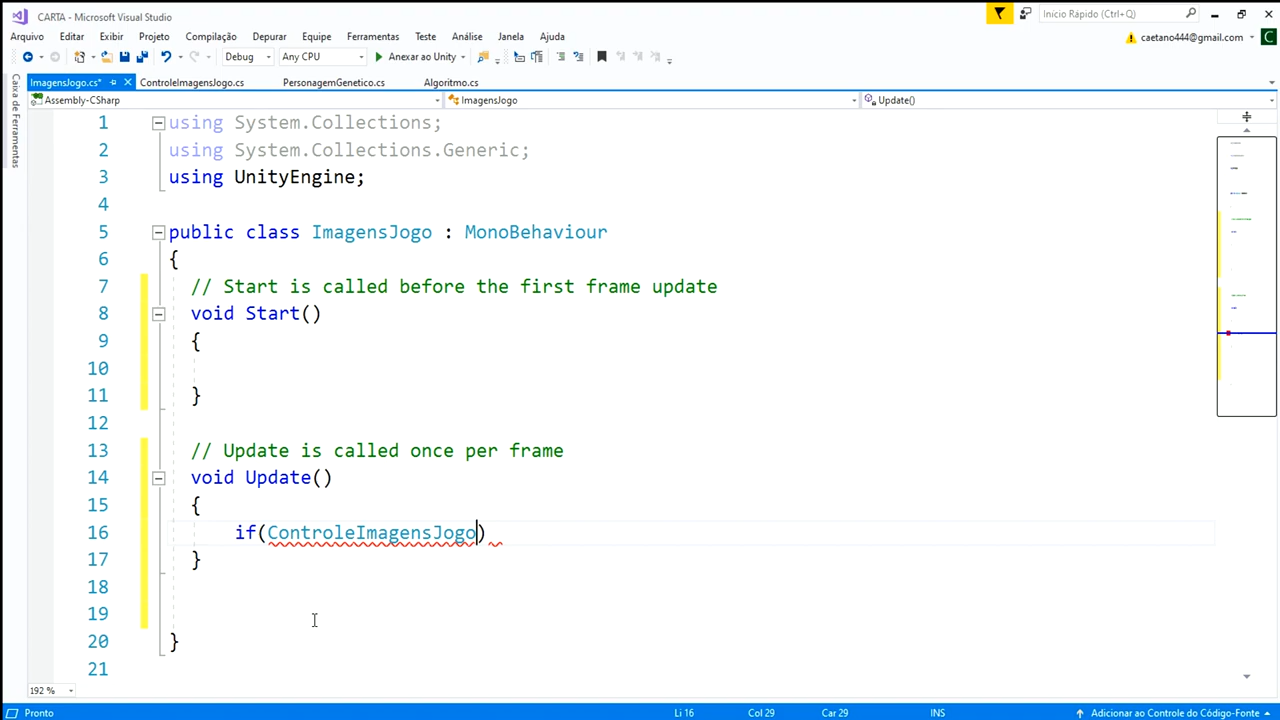 CARTA - Microsoft Visual Studio
Início Rápido (Ctrl+Q)
Arquivo Editar Exibir Projeto Compilação Depurar Equipe Ferramentas Teste Análise Janela Ajuda
caetano444@gmail.com C
Debug Any CPU Anexar ao Unity
ImagensJogo.cs* ControleImagensJogo.cs PersonagemGenetico.cs Algoritmo.cs
Assembly-CSharp ImagensJogo Update()
Caixa de Ferramentas
1 using System.Collections;
2 using System.Collections.Generic;
3 using UnityEngine;
4
5 public class ImagensJogo : MonoBehaviour
6 {
7 // Start is called before the first frame update
8 void Start()
9 {
10
11 }
12
13 // Update is called once per frame
14 void Update()
15 {
16 if(ControleImagensJogo)
17 }
18
19
20 }
21
192 %
Pronto Li 16 Col 29 Car 29 INS Adicionar ao Controle do Código-Fonte